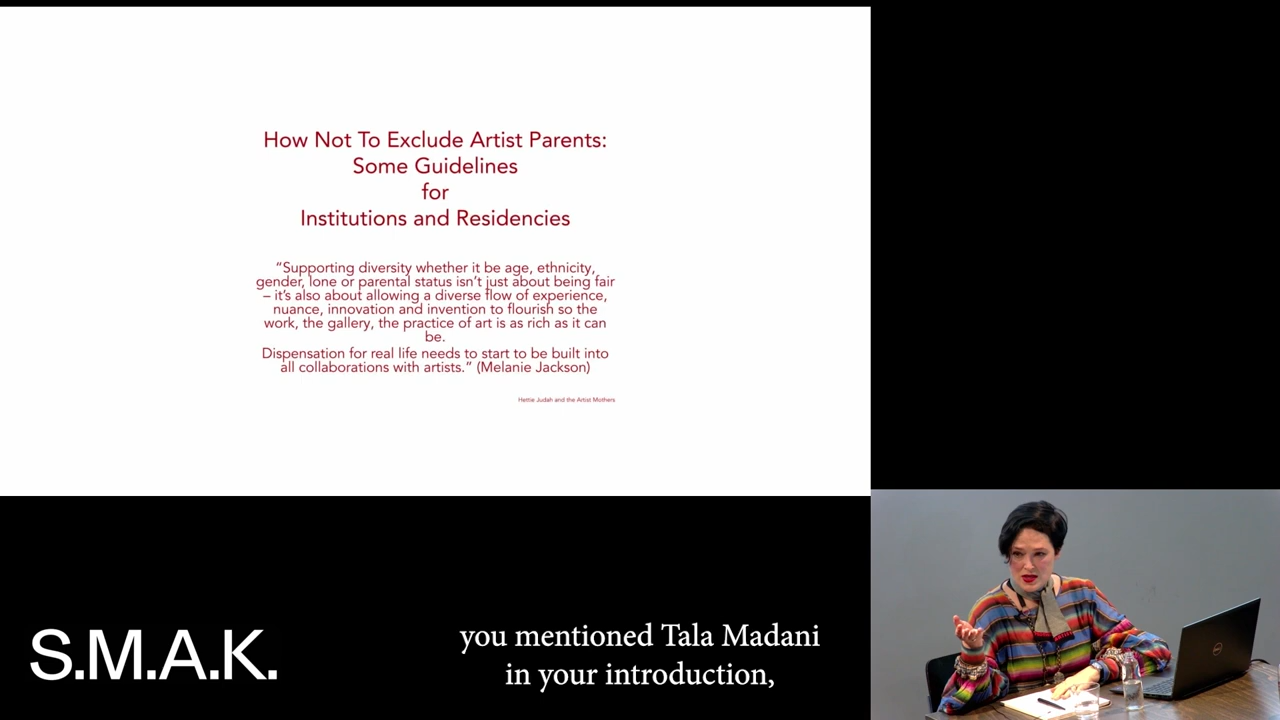 How Not To Exclude Artist Parents:
Some Guidelines
for
Institutions and Residencies
“Supporting diversity whether it be age, ethnicity,
gender, lone or parental status isn’t just about being fair
– it’s also about allowing a diverse flow of experience,
nuance, innovation and invention to flourish so the
work, the gallery, the practice of art is as rich as it can
be.
Dispensation for real life needs to start to be built into
all collaborations with artists.” (Melanie Jackson)
Hettie Judah and the Artist Mothers
S.M.A.K.
you mentioned Tala Madani
in your introduction,
DELL